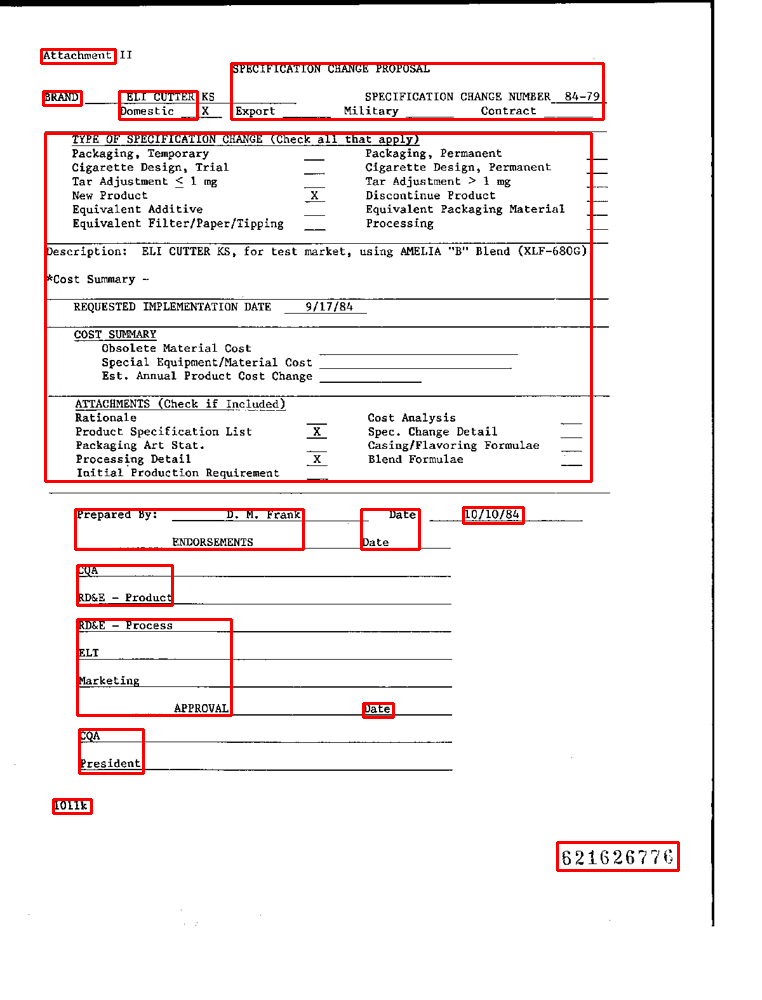 Attachment II
SPECIFICATION CHANGE PROPOSAL
BRAND ELI CUTTER KS SPECIFICATION CHANGE NUMBER 84-79
Domestic X Export Military Contract
TYPE OF SPECIFICATION CHANGE (Check all that apply)
Packaging, Temporary Packaging, Permanent
Cigarette Design, Trial Cigarette Design, Permanent
Tar Adjustment ≤ 1 mg Tar Adjustment > 1 mg
New Product X Discontinue Product
Equivalent Additive Equivalent Packaging Material
Equivalent Filter/Paper/Tipping Processing
Description: ELI CUTTER KS, for test market, using AMELIA "B" Blend (XLF-680G)
*Cost Summary -
REQUESTED IMPLEMENTATION DATE 9/17/84
COST SUMMARY
Obsolete Material Cost
Special Equipment/Material Cost
Est. Annual Product Cost Change
ATTACHMENTS (Check if Included)
Rationale Cost Analysis
Product Specification List X Spec. Change Detail
Packaging Art Stat. Casing/Flavoring Formulae
Processing Detail X Blend Formulae
Initial Production Requirement
Prepared By: D. M. Frank Date 10/10/84
ENDORSEMENTS Date
CQA
RD&E - Product
RD&E - Process
ELT
Marketing
APPROVAL Date
CQA
President
1011k
621626776